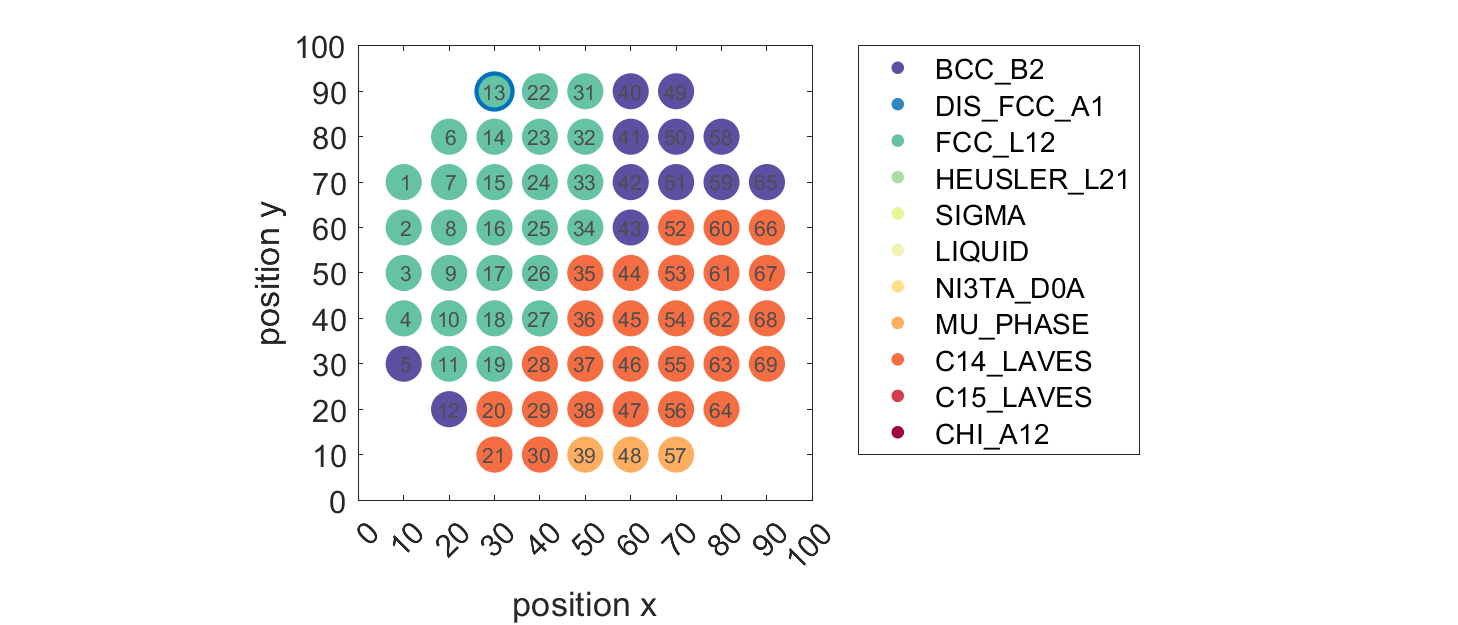 100
90
80
70
60
50
40
30
20
10
0
position y
13 22 31 40 49
6 14 23 32 41 50 58
1 7 15 24 33 42 51 59 65
2 8 16 25 34 43 52 60 66
3 9 17 26 35 44 53 61 67
4 10 18 27 36 45 54 62 68
5 11 19 28 37 46 55 63 69
12 20 29 38 47 56 64
21 30 39 48 57
0 10 20 30 40 50 60 70 80 90 100
position x
BCC_B2
DIS_FCC_A1
FCC_L12
HEUSLER_L21
SIGMA
LIQUID
NI3TA_D0A
MU_PHASE
C14_LAVES
C15_LAVES
CHI_A12